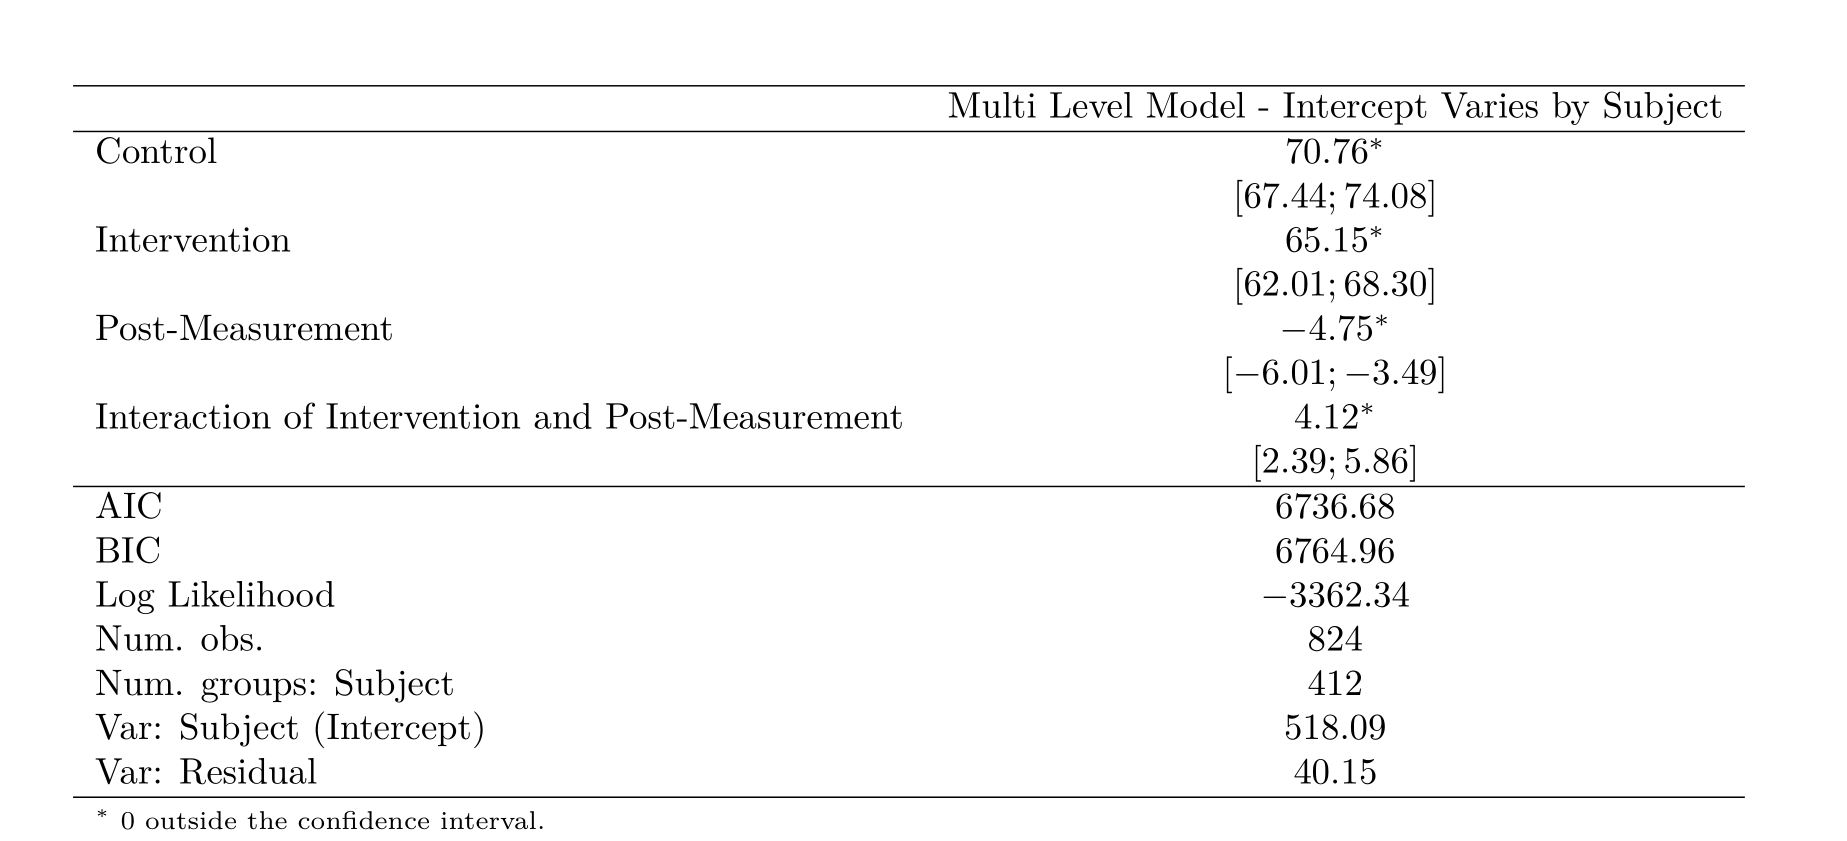 Multi Level Model - Intercept Varies by Subject
Control 70.76*
[67.44; 74.08]
Intervention 65.15*
[62.01; 68.30]
Post-Measurement −4.75*
[−6.01; −3.49]
Interaction of Intervention and Post-Measurement 4.12*
[2.39; 5.86]
AIC 6736.68
BIC 6764.96
Log Likelihood −3362.34
Num. obs. 824
Num. groups: Subject 412
Var: Subject (Intercept) 518.09
Var: Residual 40.15
* 0 outside the confidence interval.